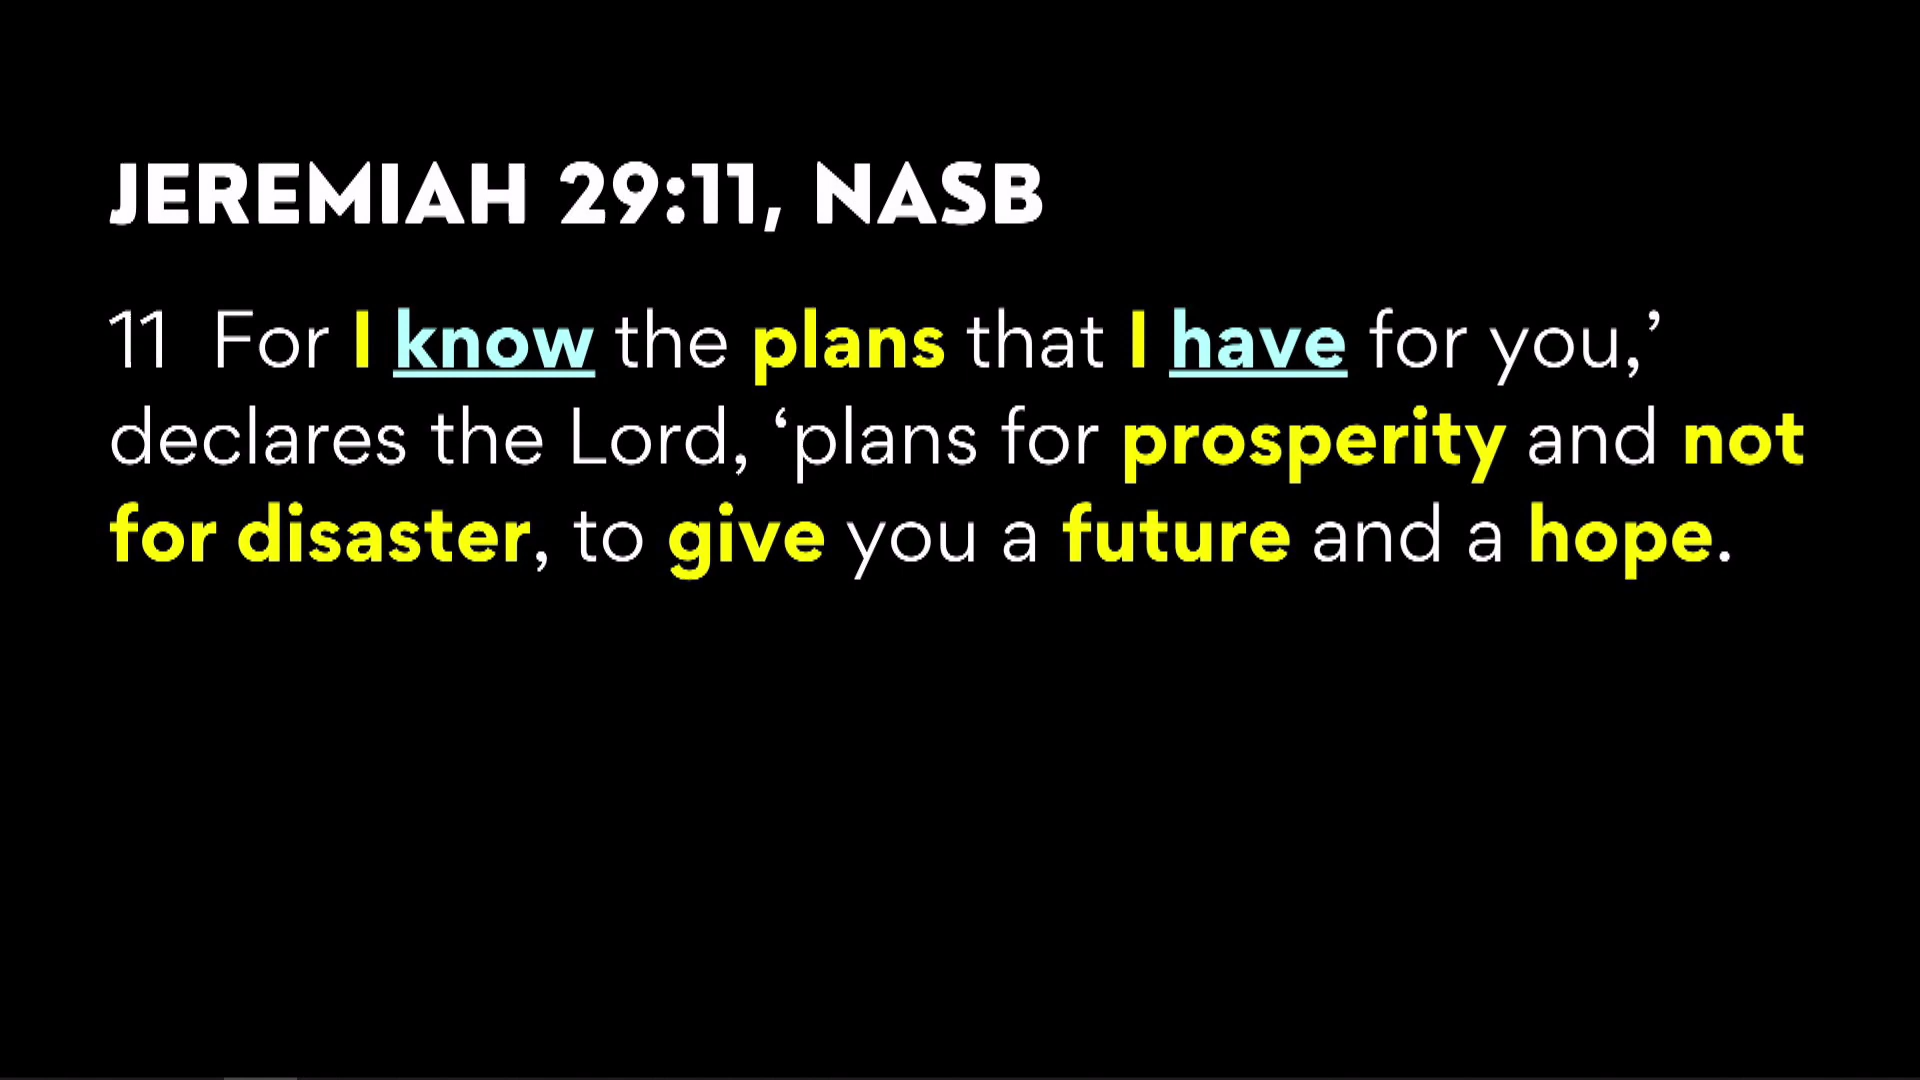 JEREMIAH 29:11, NASB
11 For I know the plans that I have for you,’
declares the Lord, ‘plans for prosperity and not
for disaster, to give you a future and a hope.